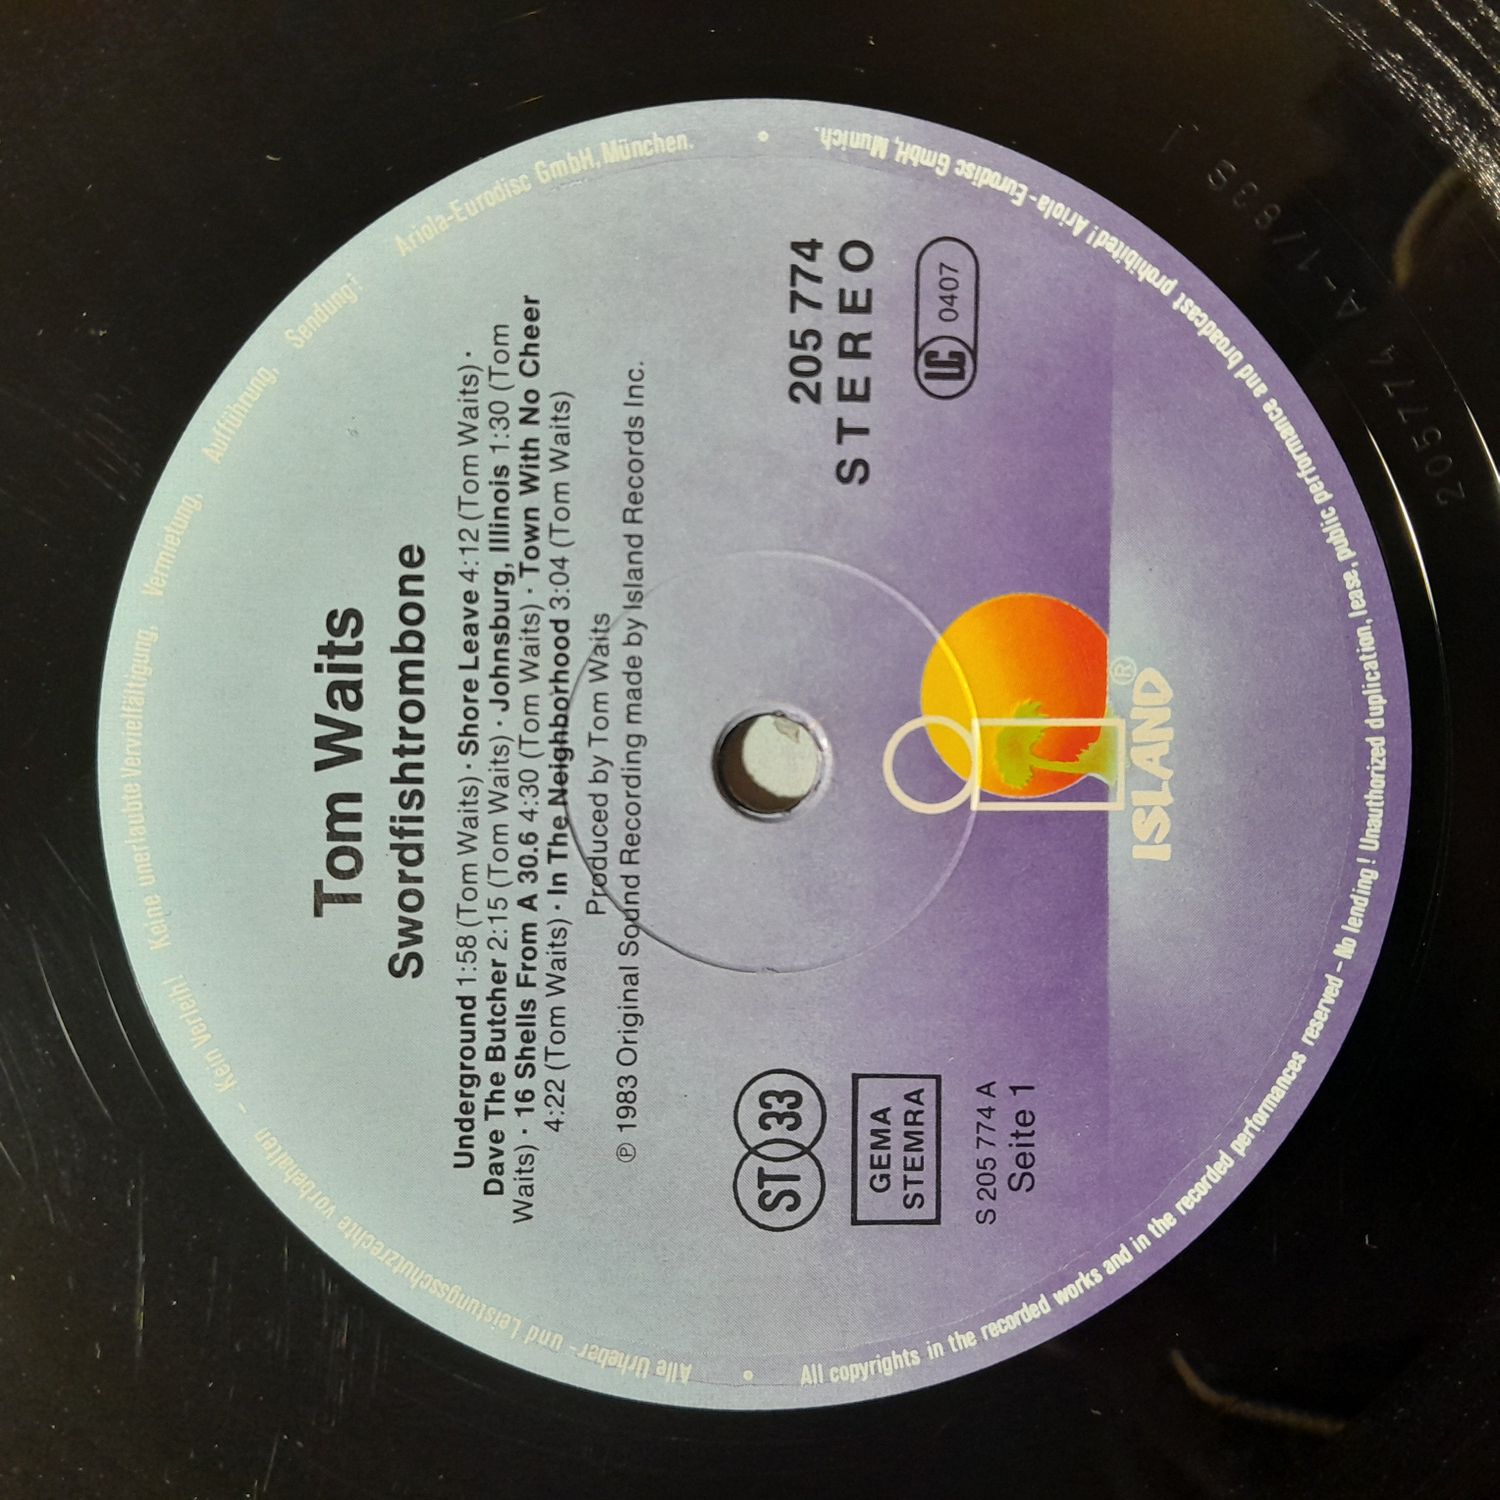 Tom Waits
Swordfishtrombone
Underground 1:58 (Tom Waits) · Shore Leave 4:12 (Tom Waits) ·
Dave The Butcher 2:15 (Tom Waits) · Johnsburg, Illinois 1:30 (Tom
Waits) · 16 Shells From A 30.6 4:30 (Tom Waits) · Town With No Cheer
4:22 (Tom Waits) · In The Neighborhood 3:04 (Tom Waits)
Produced by Tom Waits
℗ 1983 Original Sound Recording made by Island Records Inc.
ST 33
GEMA
STEMRA
S 205 774 A
Seite 1
205 774
STEREO
LC 0407
ISLAND®
Alle Urheber- und Leistungsschutzrechte vorbehalten – Kein Verleih! Keine unerlaubte Vervielfältigung, Vermietung, Aufführung, Sendung! Ariola-Eurodisc GmbH, München.
All copyrights in the recorded works and in the recorded performances reserved – No lending! Unauthorized duplication, lease, public performance and broadcast prohibited! Ariola-Eurodisc GmbH, Munich.
205774 A-1/83S